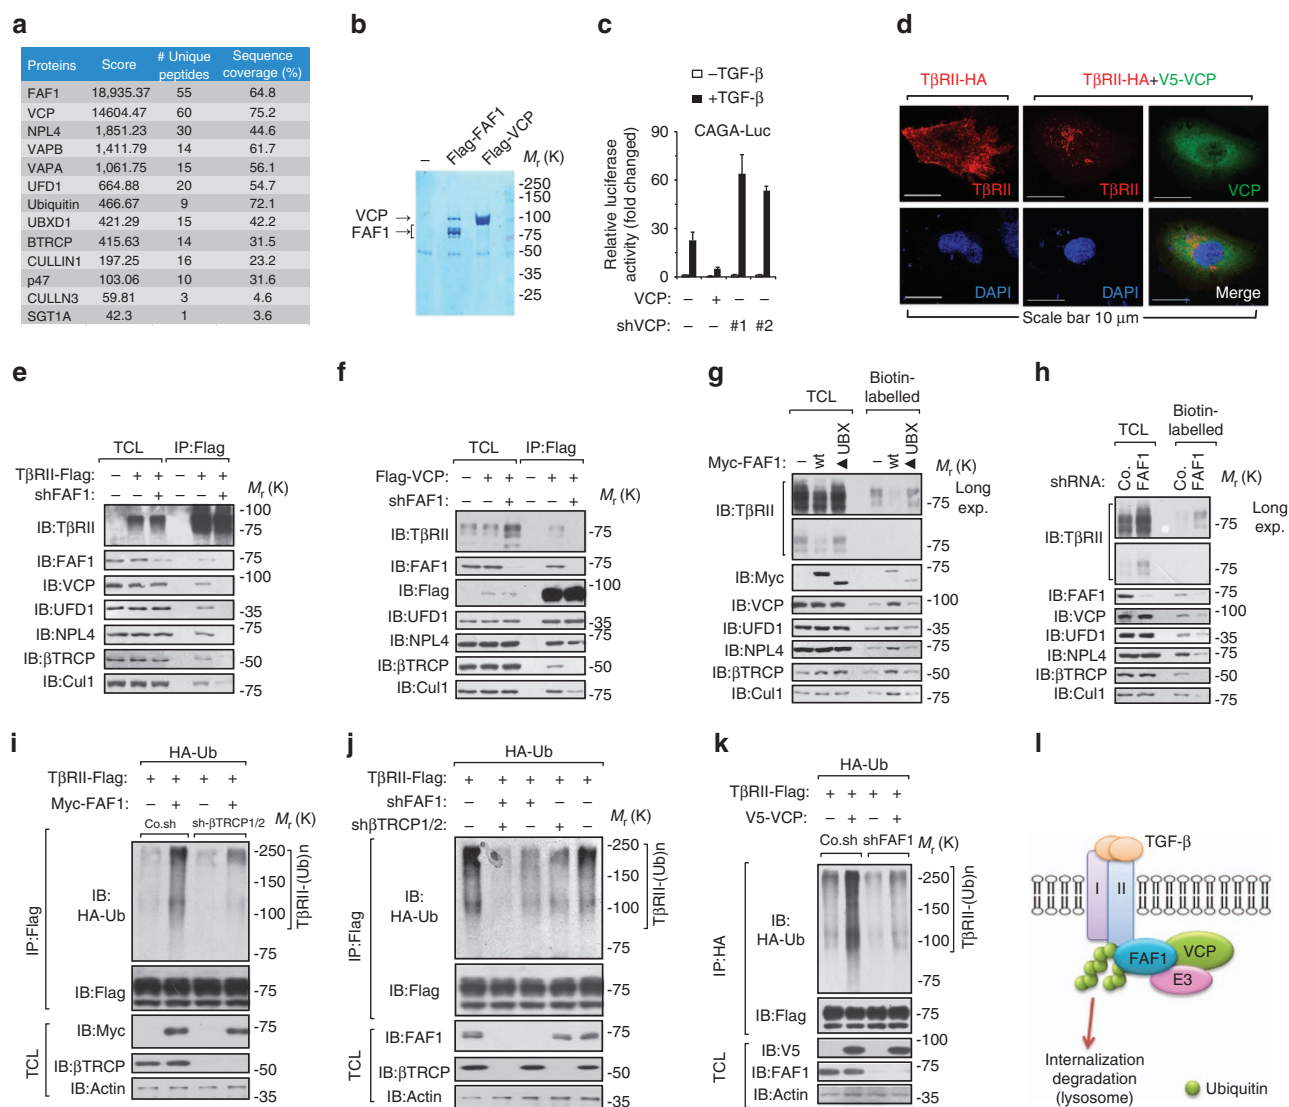 a
Proteins Score # Unique peptides Sequence coverage (%)
FAF1 18,935.37 55 64.8
VCP 14604.47 60 75.2
NPL4 1,851.23 30 44.6
VAPB 1,411.79 14 61.7
VAPA 1,061.75 15 56.1
UFD1 664.88 20 54.7
Ubiquitin 466.67 9 72.1
UBXD1 421.29 15 42.2
BTRCP 415.63 14 31.5
CULLIN1 197.25 16 23.2
p47 103.06 10 31.6
CULLN3 59.81 3 4.6
SGT1A 42.3 1 3.6
b
– Flag-FAF1 Flag-VCP
Mr (K)
-250
-150
VCP → -100
FAF1 → -75
-50
-35
-25
c
–TGF-β
+TGF-β
CAGA-Luc
Relative luciferase activity (fold changed)
90
60
30
0
VCP: – + – –
shVCP: – – #1 #2
d
TβRII-HA TβRII-HA+V5-VCP
TβRII TβRII VCP
DAPI DAPI Merge
Scale bar 10 μm
e
TCL IP:Flag
TβRII-Flag: – + + – + +
shFAF1: – – + – – +
Mr (K)
-100
IB:TβRII -75
IB:FAF1 -75
-100
IB:VCP
IB:UFD1 -35
-75
IB:NPL4
IB:βTRCP -50
IB:Cul1 -75
f
TCL IP:Flag
Flag-VCP: – + + – + +
shFAF1: – – + – – +
Mr (K)
IB:TβRII -75
IB:FAF1 -75
IB:Flag -100
IB:UFD1 -35
IB:NPL4 -75
IB:βTRCP -50
IB:Cul1 -75
g
TCL Biotin-labelled
Myc-FAF1: – wt ◄UBX – wt ◄UBX
Mr (K)
Long exp.
-75
IB:TβRII
-75
IB:Myc
IB:VCP -100
IB:UFD1 -35
IB:NPL4 -75
IB:βTRCP -50
IB:Cul1 -75
h
TCL Biotin-labelled
shRNA: Co. FAF1 Co. FAF1
Mr (K)
-75 Long exp.
IB:TβRII
-75
IB:FAF1 -75
IB:VCP -100
IB:UFD1 -35
IB:NPL4 -75
IB:βTRCP -50
IB:Cul1 -75
i
HA-Ub
TβRII-Flag: + + + +
Myc-FAF1: – + – +
Co.sh sh-βTRCP1/2 Mr (K)
-250
-150
IB: HA-Ub
-100
-75
TβRII-(Ub)n
IP:Flag
IB:Flag -75
TCL
IB:Myc -75
IB:βTRCP -50
IB:Actin -35
j
HA-Ub
TβRII-Flag: + + + + +
shFAF1: – + + – –
shβTRCP1/2: – + – + –
Mr (K)
-250
-150
IB: HA-Ub
-100
-75
TβRII-(Ub)n
IP:Flag
IB:Flag -75
TCL
IB:FAF1 -75
IB:βTRCP -50
IB:Actin -35
k
HA-Ub
TβRII-Flag: + + + +
V5-VCP: – + – +
Co.sh shFAF1 Mr (K)
-250
-150
IB: HA-Ub
-100
-75
TβRII-(Ub)n
IP:HA
IB:Flag -75
-100
TCL
IB:V5
IB:FAF1 -75
IB:Actin -35
l
TGF-β
I II
FAF1 VCP
E3
Internalization
degradation
(lysosome)
Ubiquitin